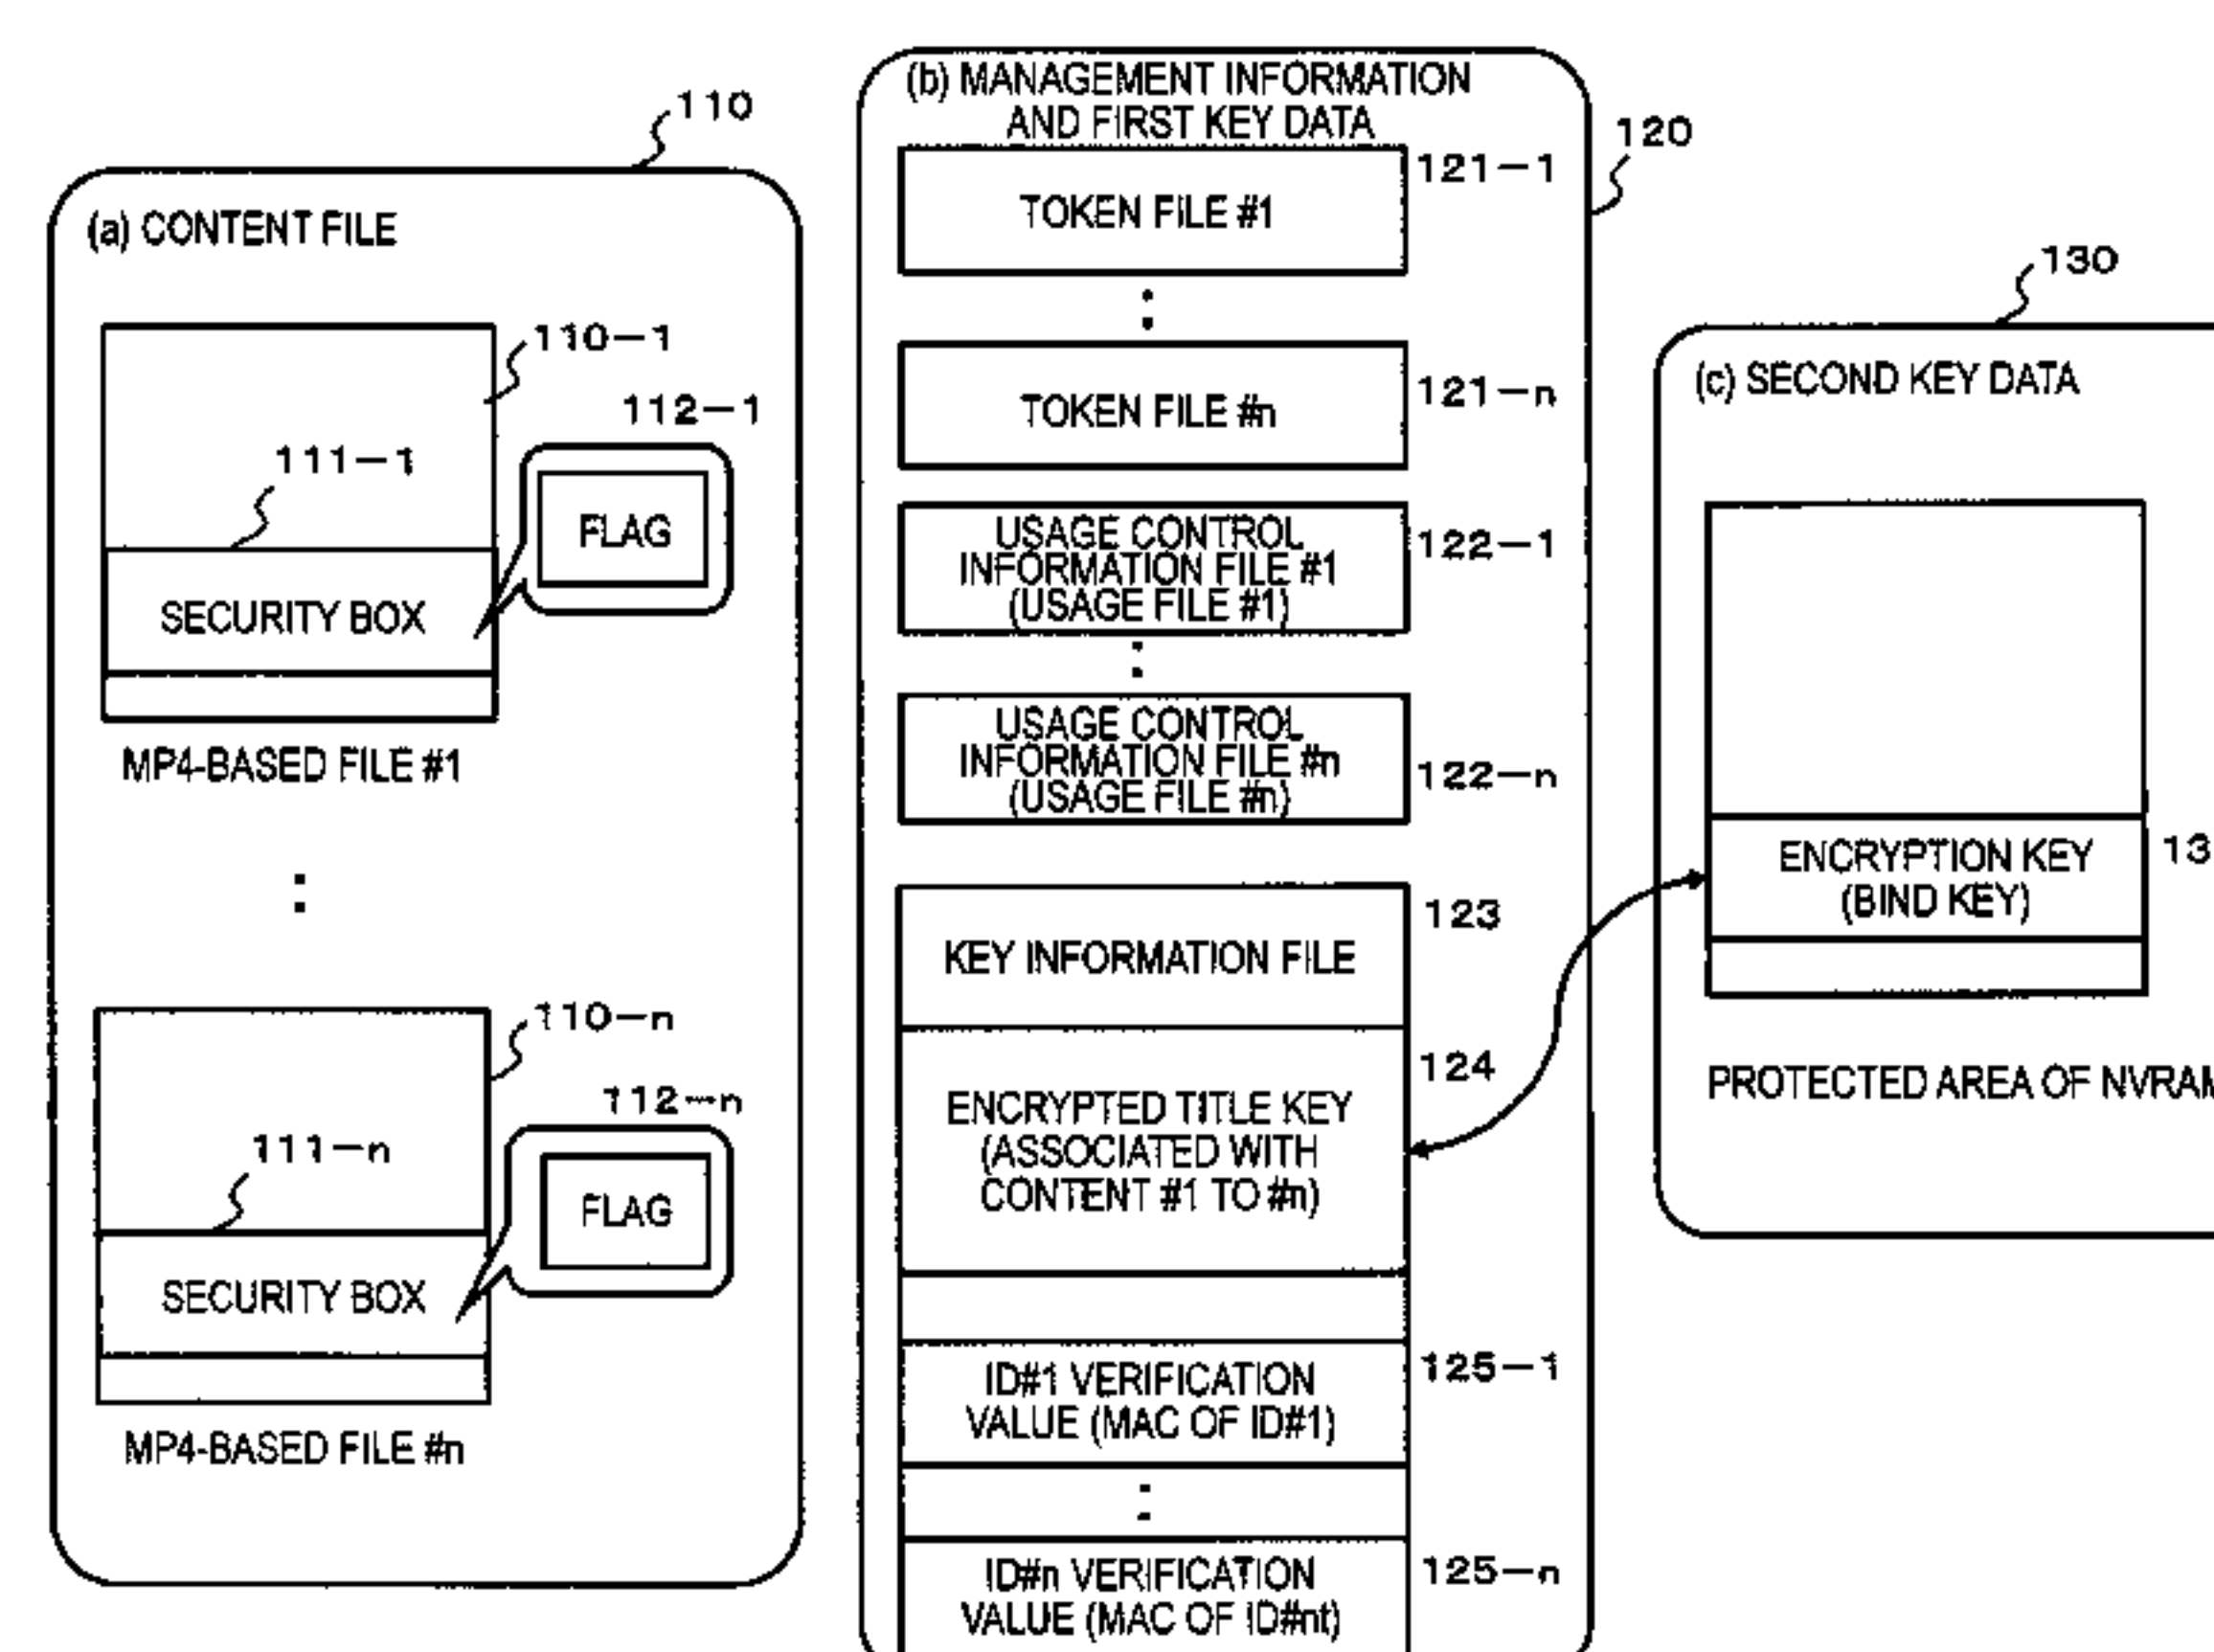 110
(a) CONTENT FILE
110-1
112-1
111-1
FLAG
SECURITY BOX
MP4-BASED FILE #1
110-n
112-n
111-n
FLAG
SECURITY BOX
MP4-BASED FILE #n
(b) MANAGEMENT INFORMATION
AND FIRST KEY DATA
120
121-1
TOKEN FILE #1
121-n
TOKEN FILE #n
USAGE CONTROL
INFORMATION FILE #1
(USAGE FILE #1)
122-1
USAGE CONTROL
INFORMATION FILE #n
(USAGE FILE #n)
122-n
123
KEY INFORMATION FILE
124
ENCRYPTED TITLE KEY
(ASSOCIATED WITH
CONTENT #1 TO #n)
125-1
ID#1 VERIFICATION
VALUE (MAC OF ID#1)
125-n
ID#n VERIFICATION
VALUE (MAC OF ID#nt)
130
(c) SECOND KEY DATA
ENCRYPTION KEY
(BIND KEY)
13
PROTECTED AREA OF NVRAM